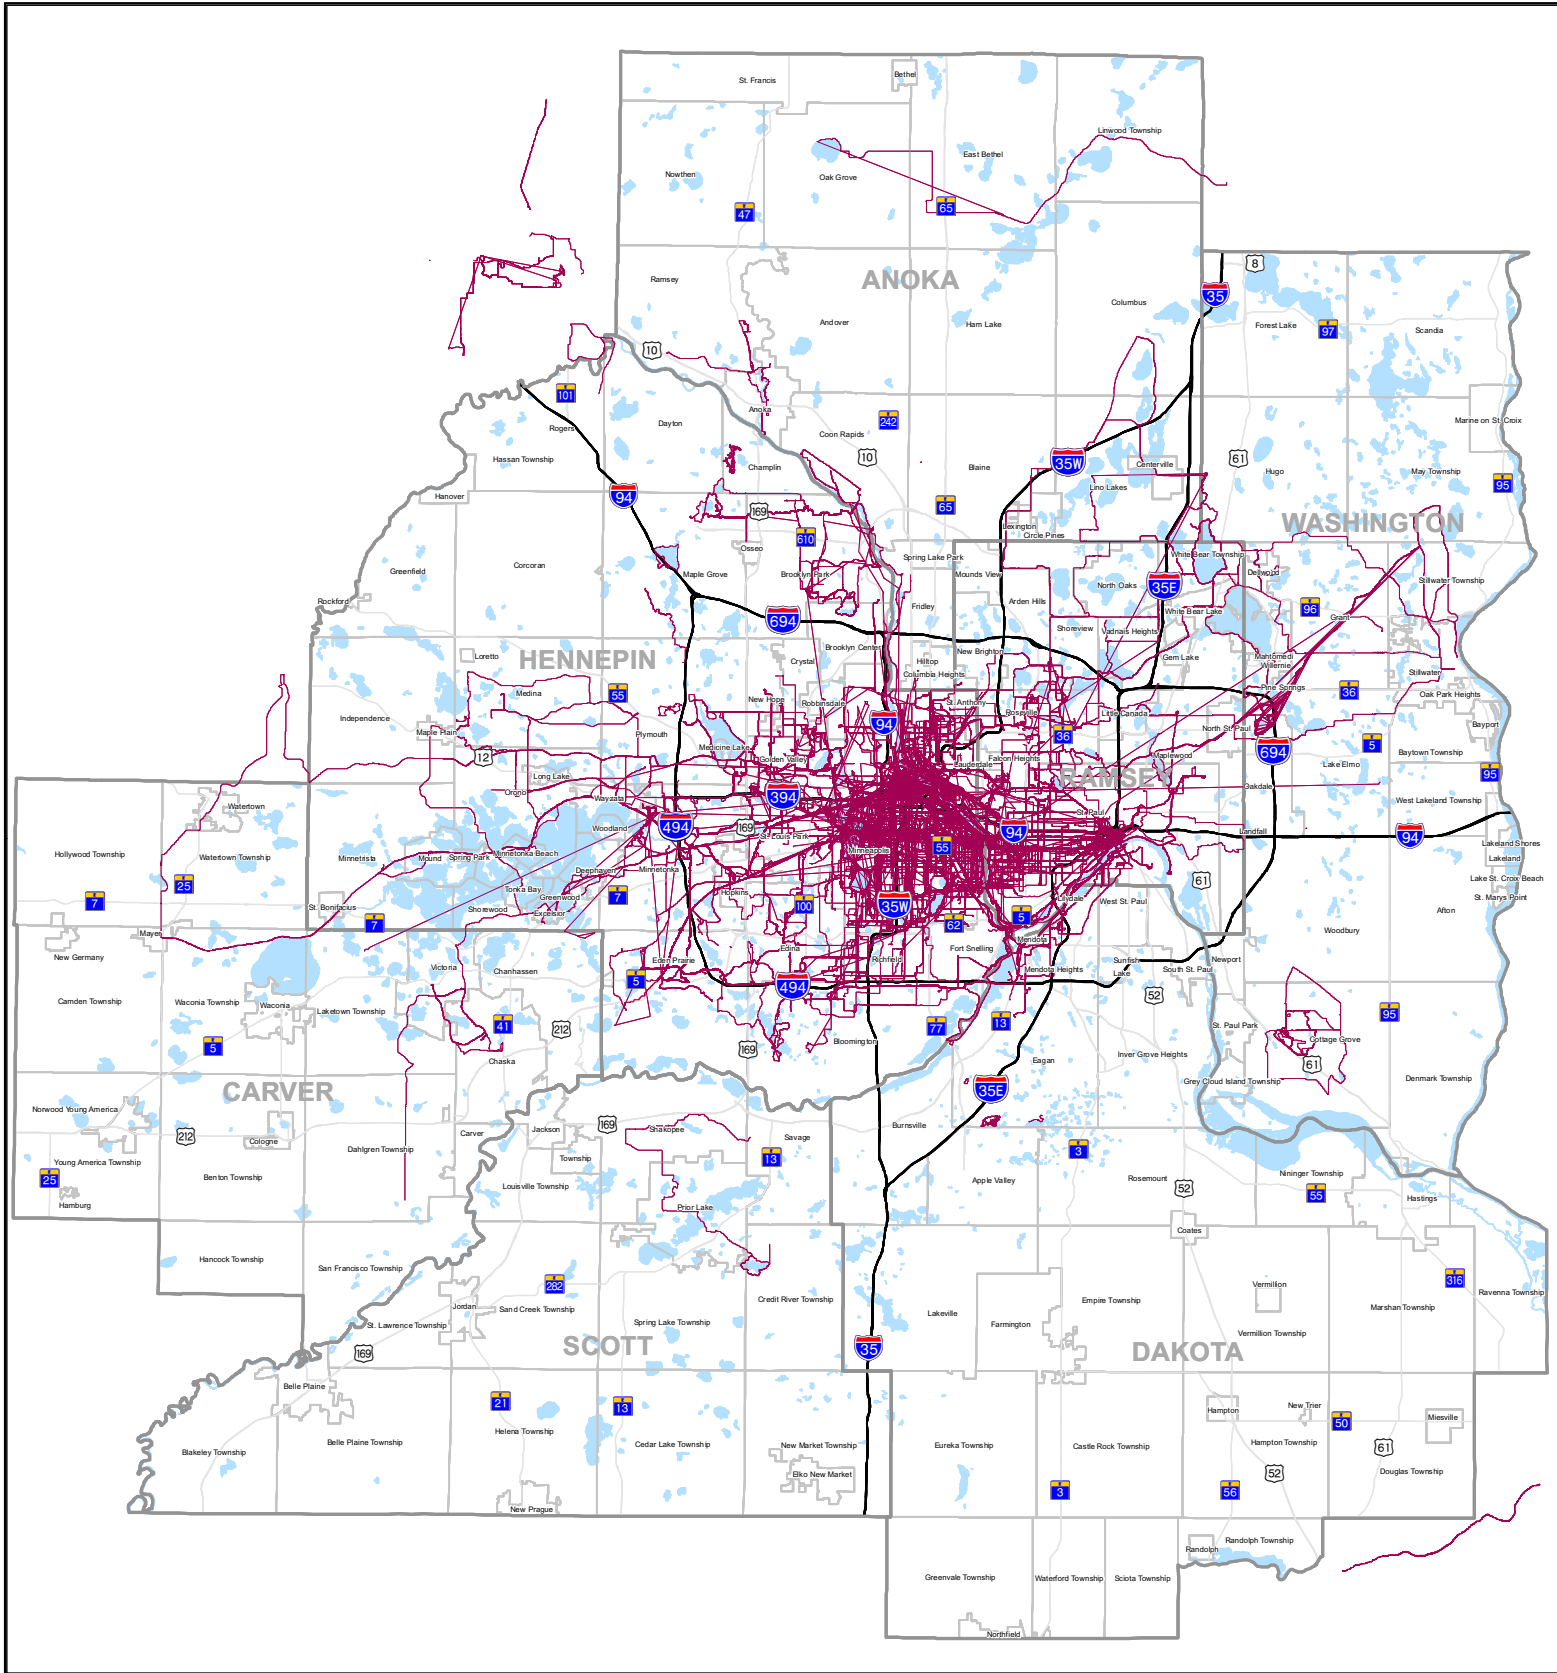 St. Francis
Bethel
Linwood Township
East Bethel
Nowthen
Oak Grove
47
65
8
ANOKA
Ramsey
35
Columbus
Andover
Ham Lake
Forest Lake
97
Scandia
10
101
Anoka
242
Marine on St. Croix
Rogers
Dayton
Coon Rapids
10
Hassan Township
Champlin
Blaine
35W
Centerville
61
Hugo
May Township
95
Hanover
94
Lino Lakes
169
65
WASHINGTON
Lexington
Circle Pines
610
Osseo
Spring Lake Park
White Bear Township
Greenfield
Corcoran
Maple Grove
Brooklyn Park
Mounds View
North Oaks
35E
Dellwood
Stillwater Township
Rockford
Fridley
Arden Hills
White Bear Lake
96
Grant
694
Shoreview
Vadnais Heights
Loretto
HENNEPIN
Brooklyn Center
Crystal
Hilltop
New Brighton
Gem Lake
Mahtomedi
Willernie
Columbia Heights
Stillwater
Medina
55
New Hope
Robbinsdale
St. Anthony
Pine Springs
36
Oak Park Heights
Independence
Roseville
Little Canada
Maple Plain
Plymouth
94
36
North St. Paul
Bayport
12
Medicine Lake
Golden Valley
Lauderdale
Falcon Heights
Maplewood
694
5
Baytown Township
Long Lake
RAMSEY
Lake Elmo
95
Orono
Wayzata
394
Oakdale
West Lakeland Township
Watertown
Woodland
494
169
St. Louis Park
St. Paul
94
Landfall
94
Lakeland Shores
Hollywood Township
Watertown Township
Minnetrista
Mound
Spring Park
Minnetonka Beach
Minneapolis
55
Lakeland
Deephaven
Minnetonka
25
Tonka Bay
Greenwood
7
Hopkins
61
Lake St. Croix Beach
7
St. Bonifacius
Shorewood
Excelsior
100
35W
Lilydale
West St. Paul
St. Marys Point
7
62
5
Afton
Mayer
Woodbury
New Germany
Victoria
Chanhassen
Eden Prairie
Edina
Richfield
Fort Snelling
Mendota
Mendota Heights
Sunfish
Lake
South St. Paul
Newport
5
494
52
Camden Township
Waconia Township
Waconia
Laketown Township
41
212
77
13
St. Paul Park
95
5
169
Bloomington
Cottage Grove
Chaska
Eagan
Inver Grove Heights
61
CARVER
35E
Grey Cloud Island Township
Denmark Township
Norwood Young America
212
Cologne
Carver
Jackson
Township
169
Shakopee
Savage
Burnsville
Young America Township
Dahlgren Township
13
3
25
Benton Township
Louisville Township
Apple Valley
Rosemount
52
Nininger Township
55
Hamburg
Prior Lake
Hastings
Coates
Hancock Township
San Francisco Township
282
Vermillion
316
Ravenna Township
Jordan
Sand Creek Township
Credit River Township
Lakeville
Empire Township
Marshan Township
St. Lawrence Township
Spring Lake Township
Farmington
Vermillion Township
169
SCOTT
35
DAKOTA
Belle Plaine
21
13
Hampton
New Trier
50
Miesville
Blakeley Township
Belle Plaine Township
Helena Township
Cedar Lake Township
New Market Township
Eureka Township
Castle Rock Township
Hampton Township
61
Elko New Market
52
Douglas Township
3
56
New Prague
Randolph
Randolph Township
Greenvale Township
Waterford Township
Sciota Township
Northfield